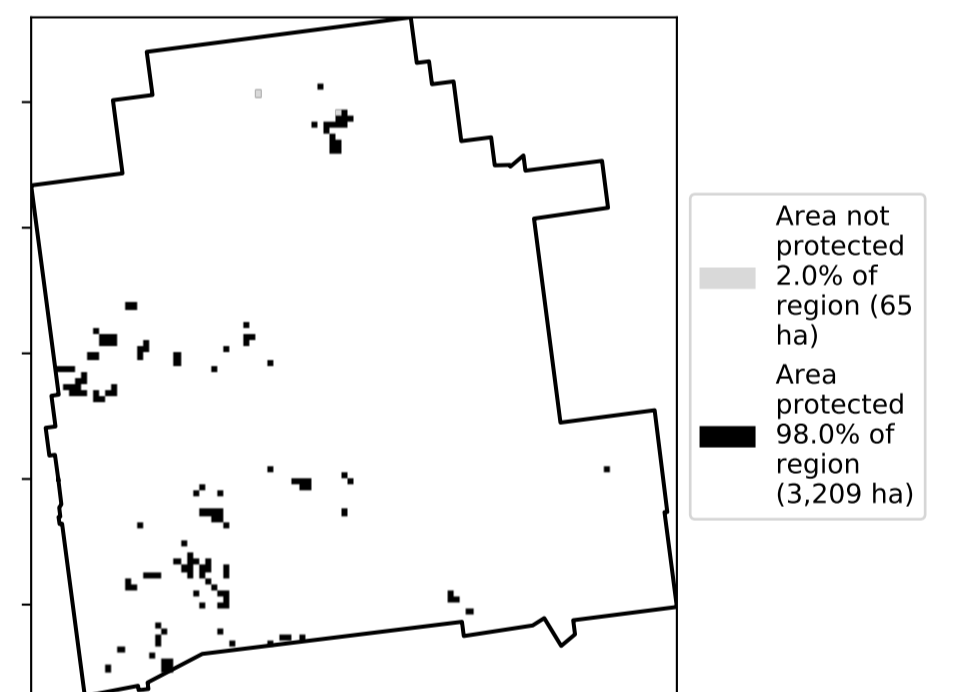 Area not
protected
2.0% of
region (65
ha)
Area
protected
98.0% of
region
(3,209 ha)